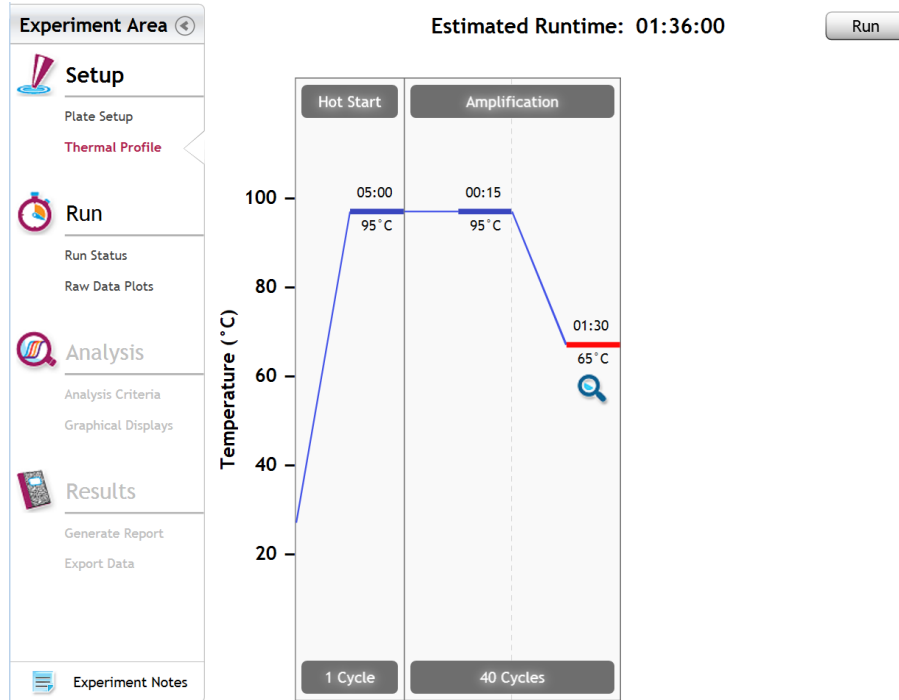 Experiment Area
Estimated Runtime: 01:36:00
Run
Setup
Plate Setup
Thermal Profile
Run
Run Status
Raw Data Plots
Analysis
Analysis Criteria
Graphical Displays
Results
Generate Report
Export Data
Experiment Notes
Hot Start
Amplification
Temperature (˚C)
100
80
60
40
20
05:00
95˚C
00:15
95˚C
01:30
65˚C
1 Cycle
40 Cycles